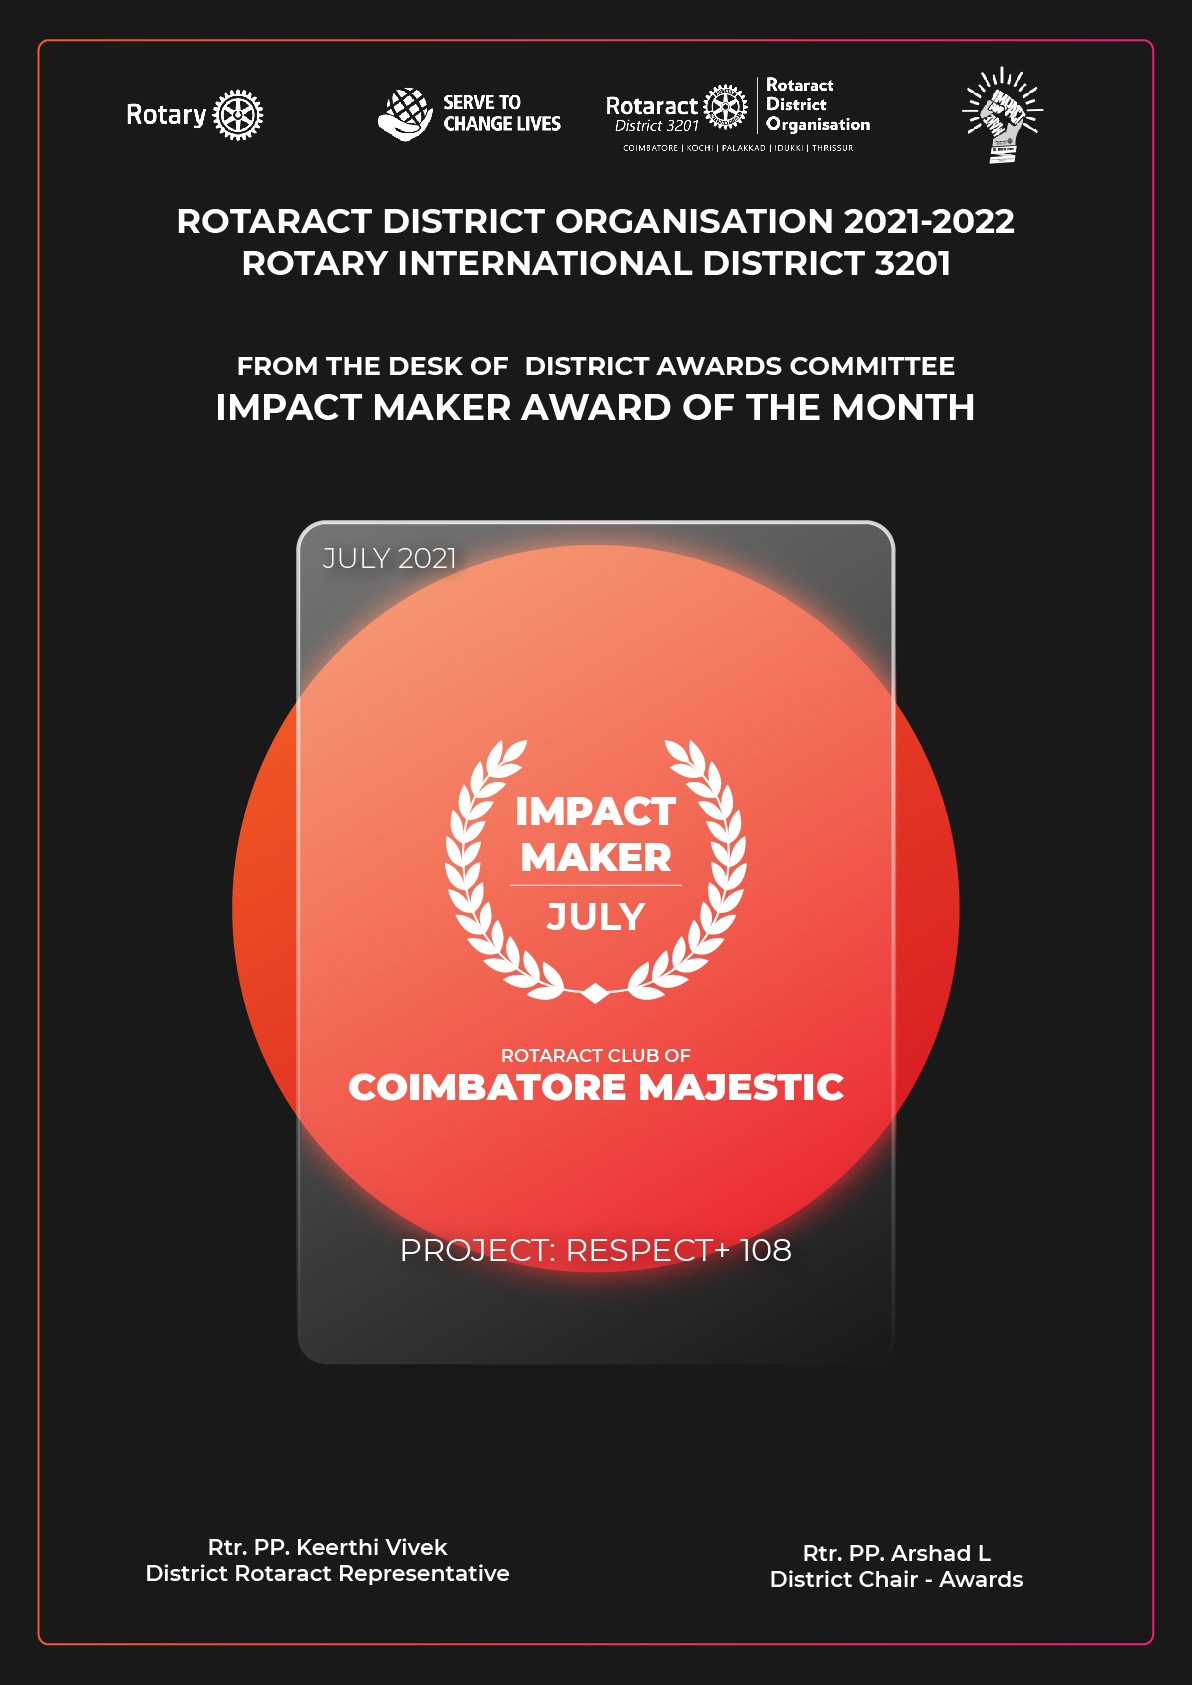 Rotary
SERVE TO
CHANGE LIVES
Rotaract
District 3201
Rotaract
District
Organisation
COIMBATORE | KOCHI | PALAKKAD | IDUKKI | THRISSUR
ROTARACT DISTRICT ORGANISATION 2021-2022
ROTARY INTERNATIONAL DISTRICT 3201
FROM THE DESK OF  DISTRICT AWARDS COMMITTEE
IMPACT MAKER AWARD OF THE MONTH
JULY 2021
IMPACT
MAKER
JULY
ROTARACT CLUB OF
COIMBATORE MAJESTIC
PROJECT: RESPECT+ 108
Rtr. PP. Keerthi Vivek
District Rotaract Representative
Rtr. PP. Arshad L
District Chair - Awards